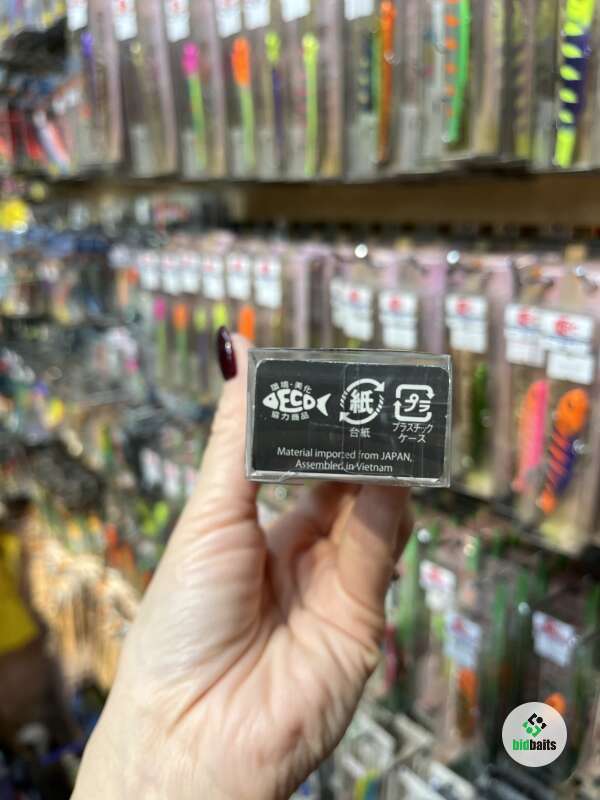 環境・美化
ECO
協力商品
紙
台紙
プラ
プラスチック
ケース
Material imported from JAPAN,
Assembled in Vietnam
bidbaits